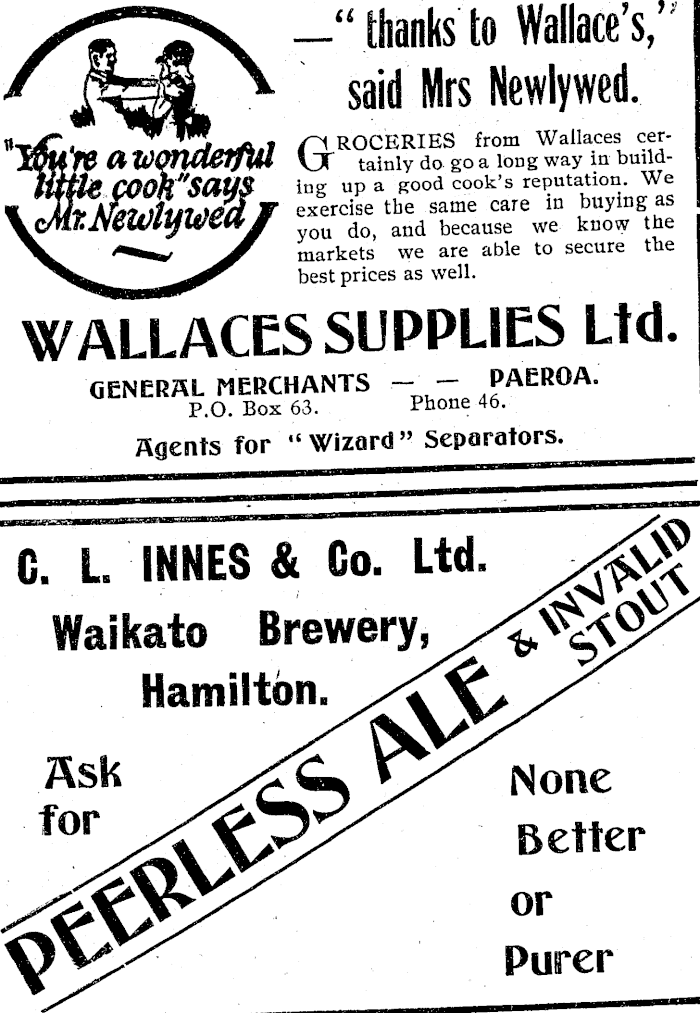 "You're a wonderful
little cook" says
Mr. Newlywed
—" thanks to Wallace's,"
said Mrs Newlywed.
GROCERIES from Wallaces cer-
tainly do go a long way in build-
ing up a good cook's reputation. We
exercise the same care in buying as
you do, and because we know the
markets we are able to secure the
best prices as well.
WALLACES SUPPLIES Ltd.
GENERAL MERCHANTS — — PAEROA.
P.O. Box 63. Phone 46.
Agents for "Wizard" Separators.
C. L. INNES & Co. Ltd.
Waikato Brewery,
Hamilton.
Ask
for
PEERLESS ALE & INVALID
STOUT
None
Better
or
Purer